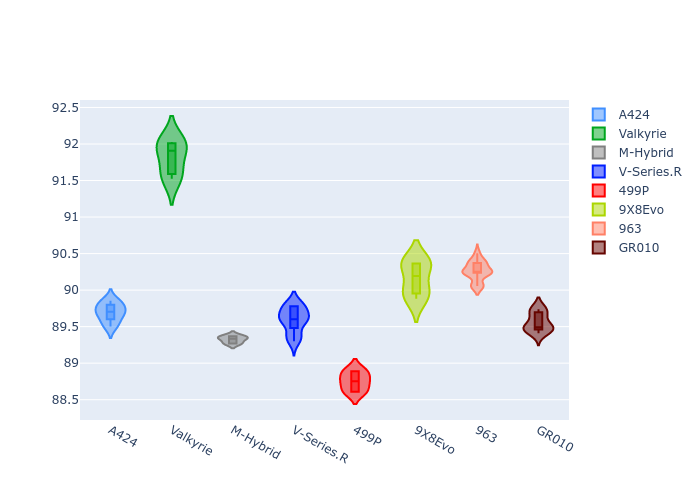 92.5
92
91.5
91
90.5
90
89.5
89
88.5
A424
Valkyrie
M-Hybrid
V-Series.R
499P
9X8Evo
963
GR010
A424
Valkyrie
M-Hybrid
V-Series.R
499P
9X8Evo
963
GR010